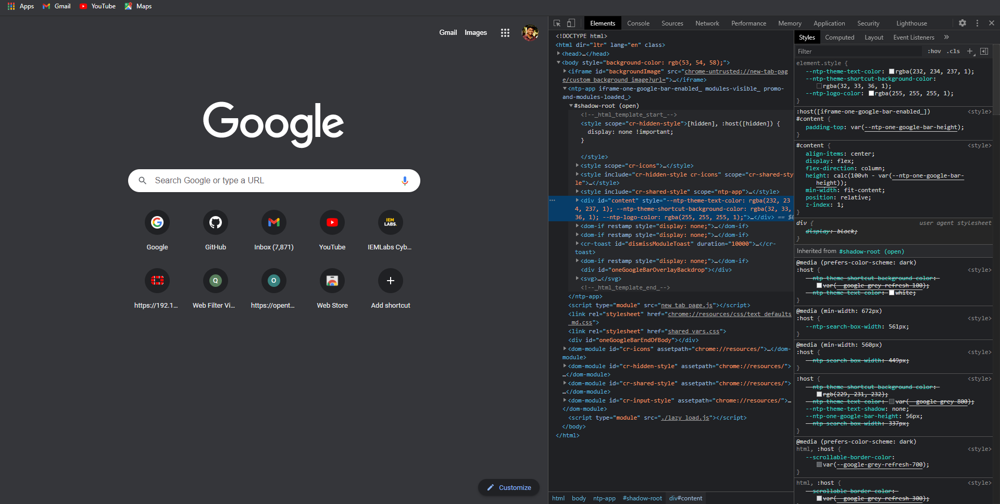 Apps Gmail YouTube Maps
Gmail Images
Google
Search Google or type a URL
Google GitHub Inbox (7,871) YouTube IEMLabs Cyb...
IEM
LABS.
Q O
https://192.1... Web Filter Vi... https://opent... Web Store Add shortcut
Customize
Elements Console Sources Network Performance Memory Application Security Lighthouse
<!DOCTYPE html>
<html dir="ltr" lang="en" class>
<head>…</head>
<body style="background-color: rgb(53, 54, 58);">
<iframe id="backgroundImage" src="chrome-untrusted://new-tab-pag
e/custom_background_image?url=">…</iframe>
<ntp-app iframe-one-google-bar-enabled_ modules-visible_ promo-
and-modules-loaded_>
#shadow-root (open)
<!--_html_template_start_-->
<style scope="cr-hidden-style">[hidden], :host([hidden]) {
display: none !important;
}
</style>
<style scope="cr-icons">…</style>
<style include="cr-hidden-style cr-icons" scope="cr-shared-sty
le">…</style>
<style include="cr-shared-style" scope="ntp-app">…</style>
<div id="content" style="--ntp-theme-text-color: rgba(232, 23
4, 237, 1); --ntp-theme-shortcut-background-color: rgba(32, 33,
36, 1); --ntp-logo-color: rgba(255, 255, 255, 1);">…</div> == $0
<dom-if restamp style="display: none;">…</dom-if>
<dom-if restamp style="display: none;">…</dom-if>
<cr-toast id="dismissModuleToast" duration="10000">…</cr-
toast>
<dom-if restamp style="display: none;">…</dom-if>
<div id="oneGoogleBarOverlayBackdrop"></div>
<svg>…</svg>
<!--_html_template_end_-->
</ntp-app>
<script type="module" src="new_tab_page.js"></script>
<link rel="stylesheet" href="chrome://resources/css/text_defaults
_md.css">
<link rel="stylesheet" href="shared_vars.css">
<div id="oneGoogleBarEndOfBody"></div>
<dom-module id="cr-icons" assetpath="chrome://resources/">…</dom-
module>
<dom-module id="cr-hidden-style" assetpath="chrome://resources/">
…</dom-module>
<dom-module id="cr-shared-style" assetpath="chrome://resources/">
…</dom-module>
<dom-module id="cr-input-style" assetpath="chrome://resources/">…
</dom-module>
<script type="module" src="./lazy_load.js"></script>
</body>
</html>
html body ntp-app #shadow-root div#content
Styles Computed Layout Event Listeners »
Filter :hov .cls +
element.style {
--ntp-theme-text-color: rgba(232, 234, 237, 1);
--ntp-theme-shortcut-background-color:
rgba(32, 33, 36, 1);
--ntp-logo-color: rgba(255, 255, 255, 1);
}
:host([iframe-one-google-bar-enabled_]) <style>
#content {
padding-top: var(--ntp-one-google-bar-height);
}
#content { <style>
align-items: center;
display: flex;
flex-direction: column;
height: calc(100vh - var(--ntp-one-google-bar-
height));
min-width: fit-content;
position: relative;
z-index: 1;
}
div { user agent stylesheet
display: block;
}
Inherited from #shadow-root (open)
@media (prefers-color-scheme: dark)
:host { <style>
--ntp-theme-shortcut-background-color:
var(--google-grey-refresh-100);
--ntp-theme-text-color: white;
}
@media (min-width: 672px)
:host { <style>
--ntp-search-box-width: 561px;
}
@media (min-width: 560px)
:host { <style>
--ntp-search-box-width: 449px;
}
:host { <style>
--ntp-theme-shortcut-background-color:
rgb(229, 231, 232);
--ntp-theme-text-color: var(--google-grey-800);
--ntp-theme-text-shadow: none;
--ntp-one-google-bar-height: 56px;
--ntp-search-box-width: 337px;
}
@media (prefers-color-scheme: dark)
html, :host { <style>
--scrollable-border-color:
var(--google-grey-refresh-700);
}
html, :host { <style>
--scrollable-border-color:
var(--google-grey-refresh-300);